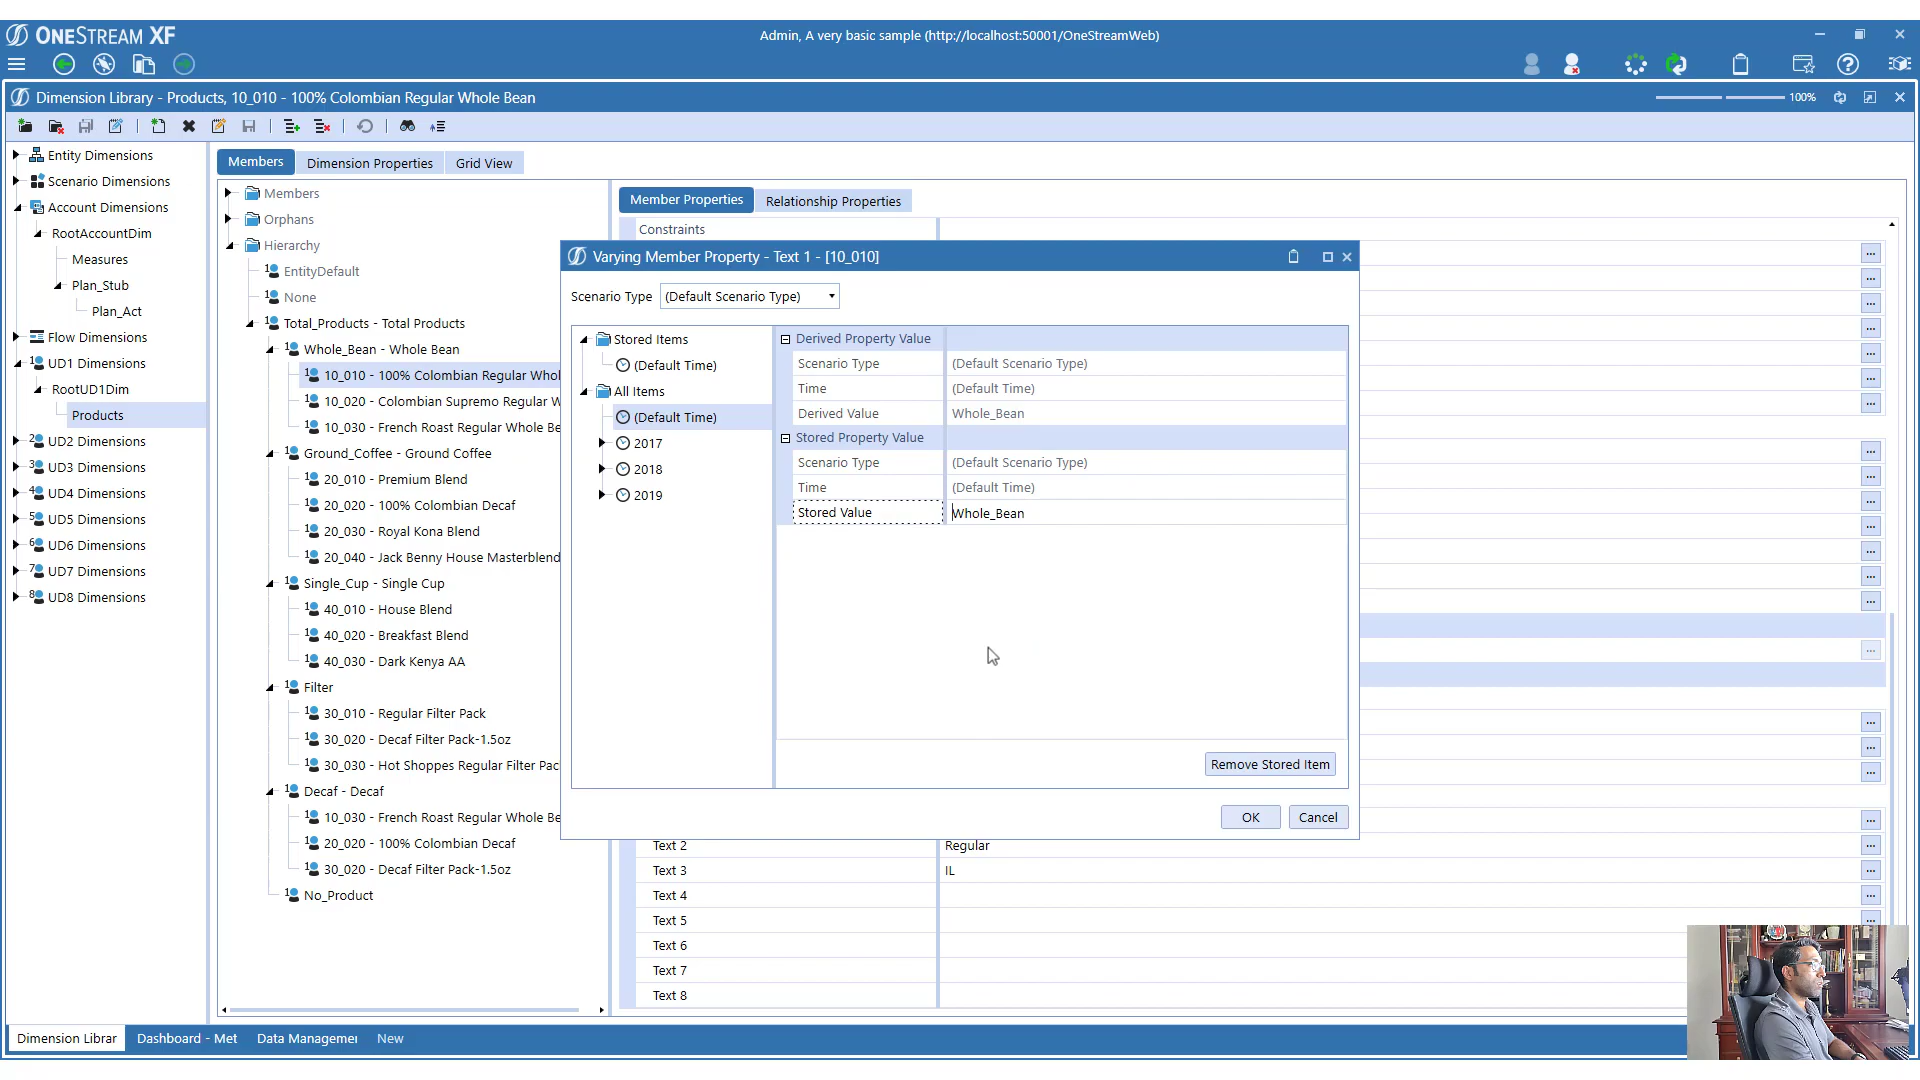 ONESTREAM XF
Admin, A very basic sample (http://localhost:50001/OneStreamWeb)
Dimension Library - Products, 10_010 - 100% Colombian Regular Whole Bean
100%
Entity Dimensions
Scenario Dimensions
Account Dimensions
RootAccountDim
Measures
Plan_Stub
Plan_Act
Flow Dimensions
UD1 Dimensions
RootUD1Dim
Products
UD2 Dimensions
UD3 Dimensions
UD4 Dimensions
UD5 Dimensions
UD6 Dimensions
UD7 Dimensions
UD8 Dimensions
Members
Dimension Properties
Grid View
Members
Orphans
Hierarchy
EntityDefault
None
Total_Products - Total Products
Whole_Bean - Whole Bean
10_010 - 100% Colombian Regular Whol
10_020 - Colombian Supremo Regular W
10_030 - French Roast Regular Whole Be
Ground_Coffee - Ground Coffee
20_010 - Premium Blend
20_020 - 100% Colombian Decaf
20_030 - Royal Kona Blend
20_040 - Jack Benny House Masterblend
Single_Cup - Single Cup
40_010 - House Blend
40_020 - Breakfast Blend
40_030 - Dark Kenya AA
Filter
30_010 - Regular Filter Pack
30_020 - Decaf Filter Pack-1.5oz
30_030 - Hot Shoppes Regular Filter Pac
Decaf - Decaf
10_030 - French Roast Regular Whole Be
20_020 - 100% Colombian Decaf
30_020 - Decaf Filter Pack-1.5oz
No_Product
Member Properties
Relationship Properties
Constraints
Varying Member Property - Text 1 - [10_010]
Scenario Type
(Default Scenario Type)
Stored Items
(Default Time)
All Items
(Default Time)
2017
2018
2019
Derived Property Value
Scenario Type (Default Scenario Type)
Time (Default Time)
Derived Value Whole_Bean
Stored Property Value
Scenario Type (Default Scenario Type)
Time (Default Time)
Stored Value Whole_Bean
Remove Stored Item
OK
Cancel
Text 2 Regular
Text 3 IL
Text 4
Text 5
Text 6
Text 7
Text 8
Dimension Librar
Dashboard - Met
Data Managemer
New